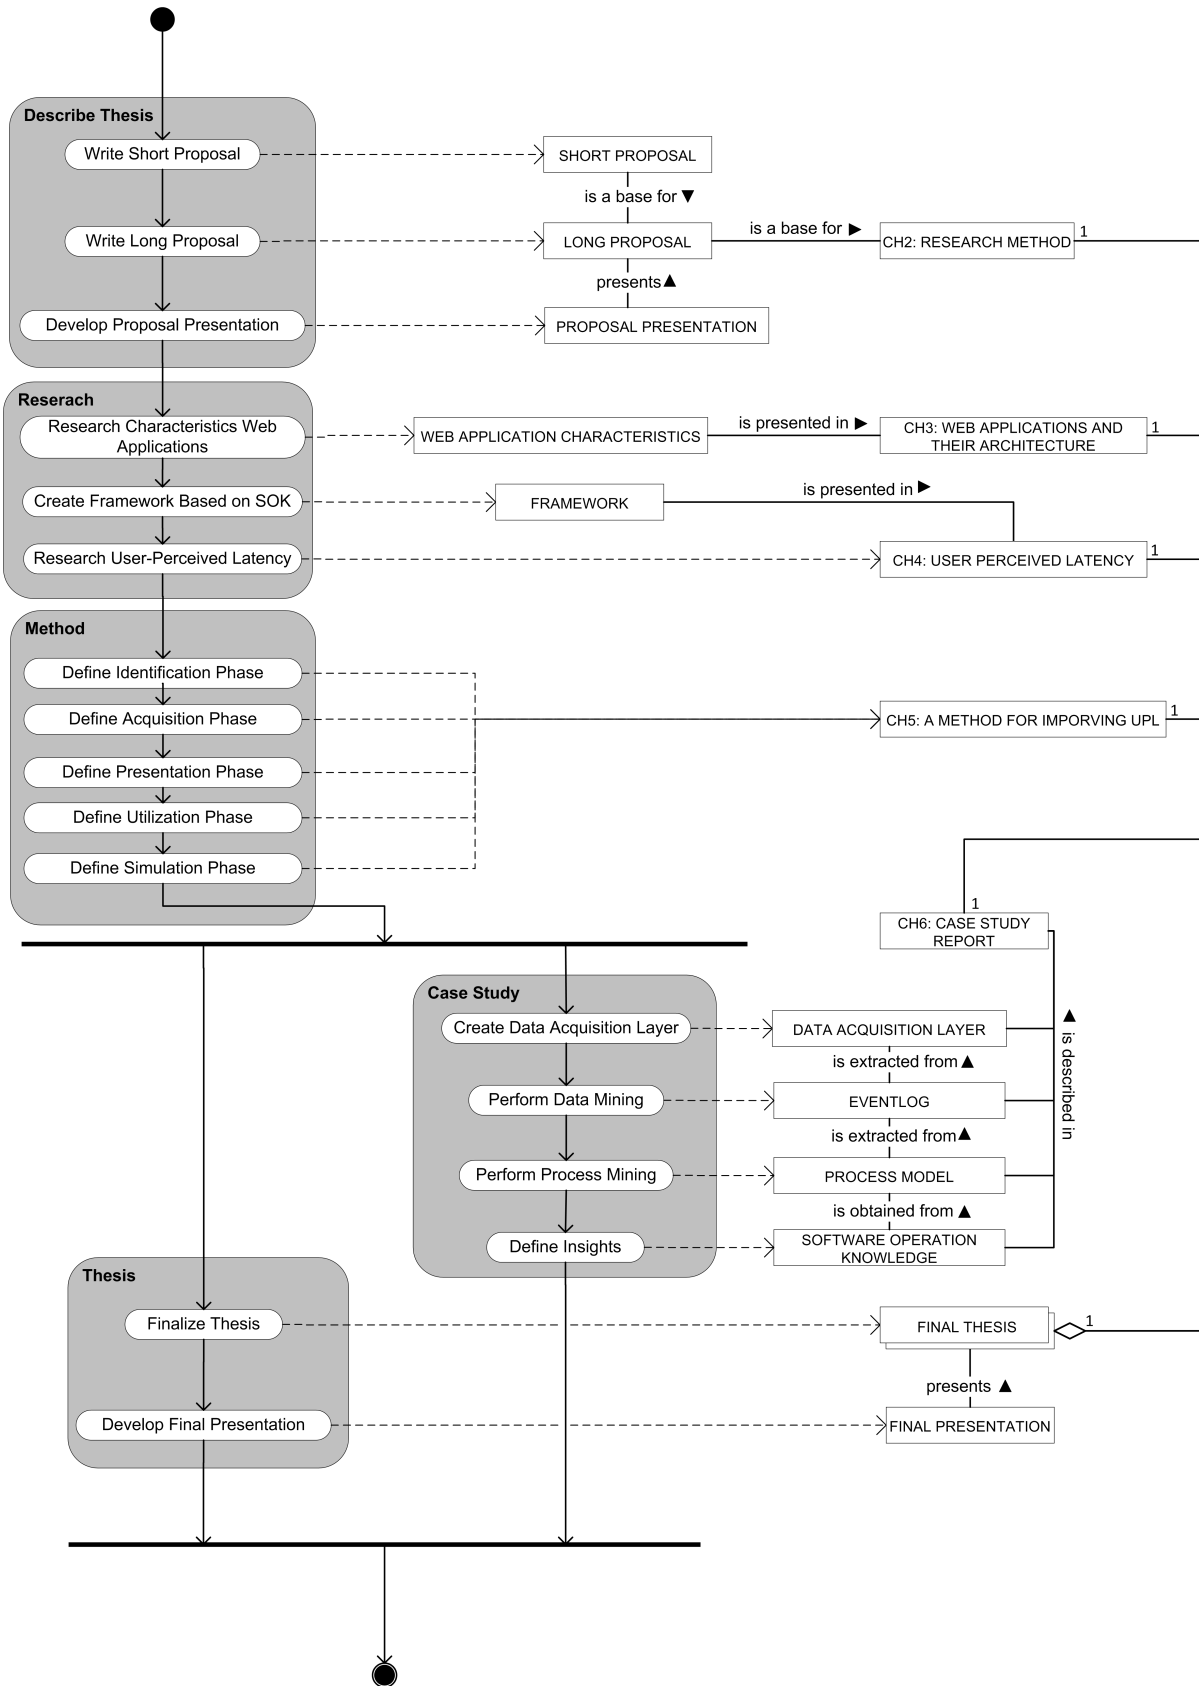 Describe Thesis
Write Short Proposal
SHORT PROPOSAL
is a base for ▼
Write Long Proposal
LONG PROPOSAL
is a base for ►
CH2: RESEARCH METHOD
1
presents ▲
Develop Proposal Presentation
PROPOSAL PRESENTATION
Reserach
Research Characteristics Web
Applications
WEB APPLICATION CHARACTERISTICS
is presented in ►
CH3: WEB APPLICATIONS AND
THEIR ARCHITECTURE
1
Create Framework Based on SOK
FRAMEWORK
is presented in ►
Research User-Perceived Latency
CH4: USER PERCEIVED LATENCY
1
Method
Define Identification Phase
Define Acquisition Phase
CH5: A METHOD FOR IMPORVING UPL
1
Define Presentation Phase
Define Utilization Phase
Define Simulation Phase
1
CH6: CASE STUDY
REPORT
Case Study
Create Data Acquisition Layer
DATA ACQUISITION LAYER
▲ is described in
is extracted from ▲
Perform Data Mining
EVENTLOG
is extracted from ▲
Perform Process Mining
PROCESS MODEL
is obtained from ▲
Define Insights
SOFTWARE OPERATION
KNOWLEDGE
Thesis
Finalize Thesis
FINAL THESIS
1
presents ▲
Develop Final Presentation
FINAL PRESENTATION